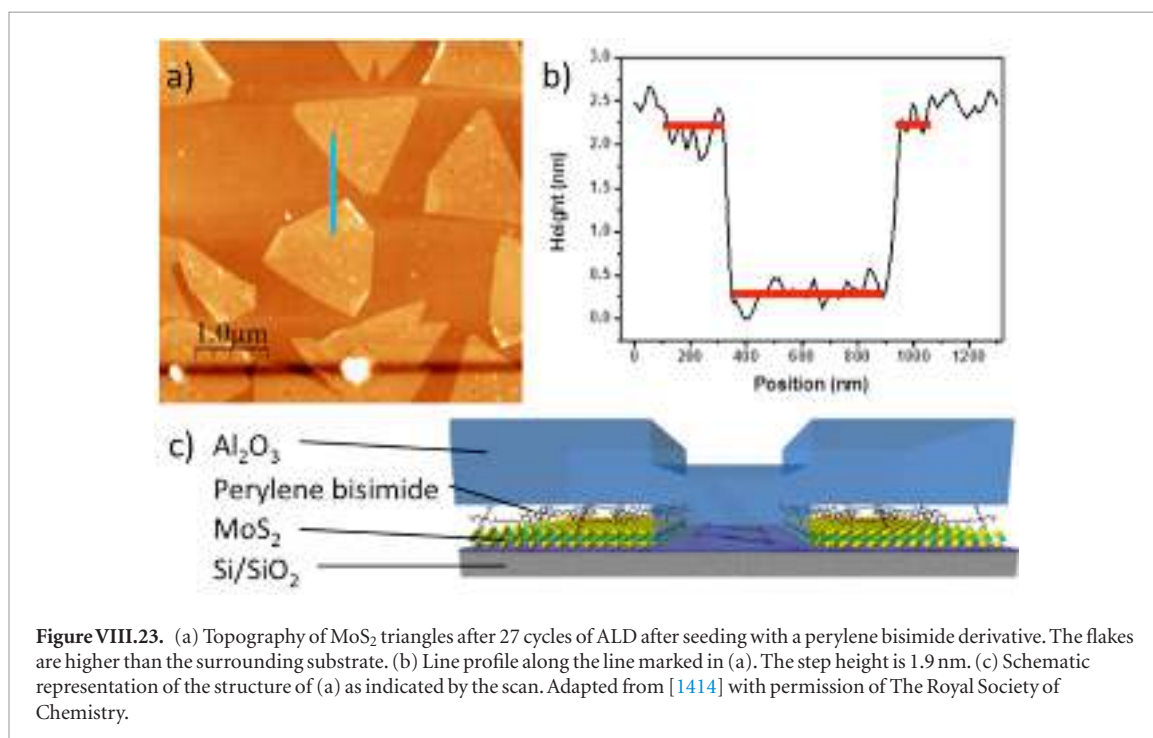 a)
1.0µm
b)
3.0
2.5
2.0
1.5
1.0
0.5
0.0
Height (nm)
0 200 400 600 800 1000 1200
Position (nm)
c) Al₂O₃
Perylene bisimide
MoS₂
Si/SiO₂
Figure VIII.23. (a) Topography of MoS₂ triangles after 27 cycles of ALD after seeding with a perylene bisimide derivative. The flakes
are higher than the surrounding substrate. (b) Line profile along the line marked in (a). The step height is 1.9 nm. (c) Schematic
representation of the structure of (a) as indicated by the scan. Adapted from [1414] with permission of The Royal Society of
Chemistry.